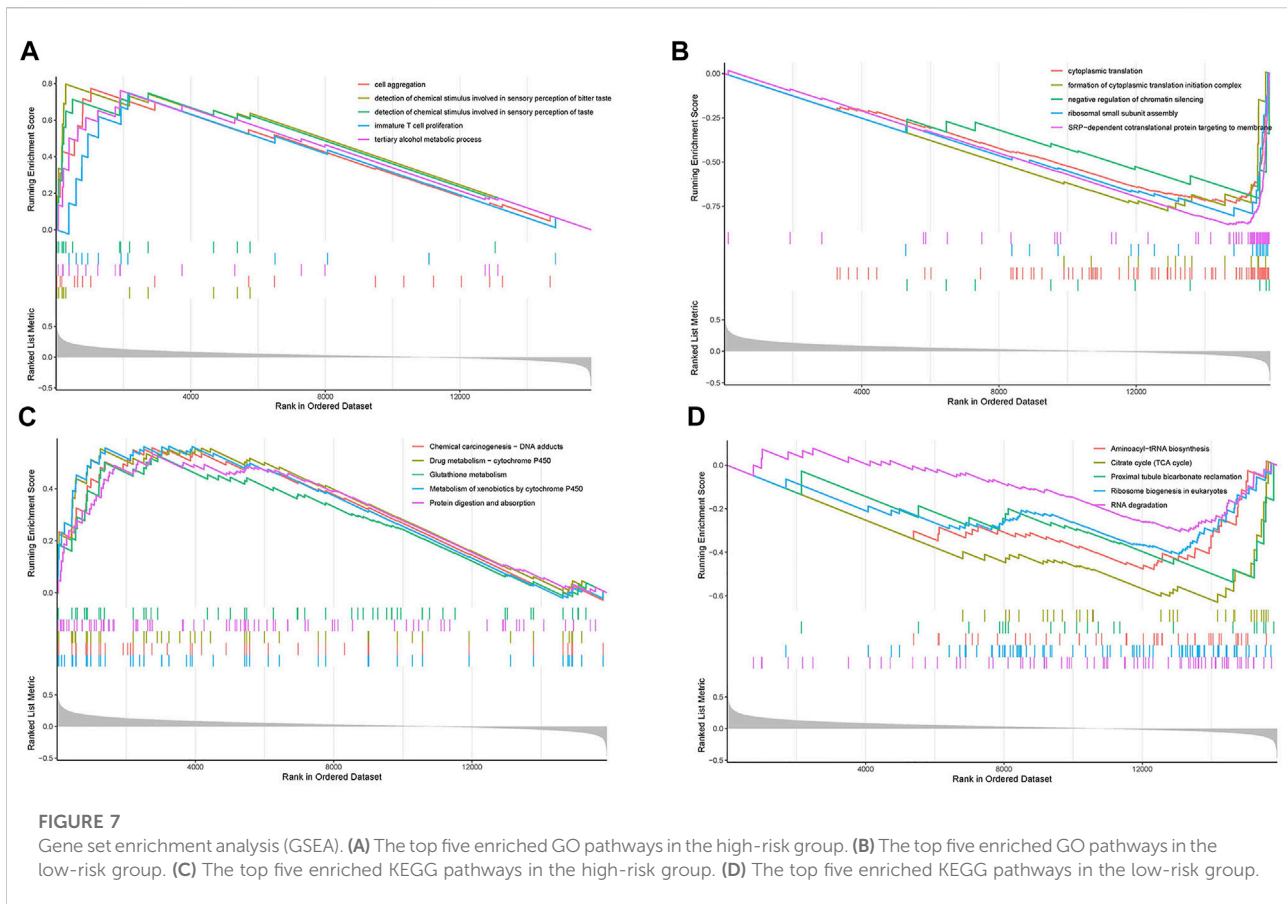 A
Running Enrichment Score
0.8
0.6
0.4
0.2
0.0
cell aggregation
detection of chemical stimulus involved in sensory perception of bitter taste
detection of chemical stimulus involved in sensory perception of taste
immature T cell proliferation
tertiary alcohol metabolic process
Ranked List Metric
0.5
0.0
−0.5
4000 8000 12000
Rank in Ordered Dataset
B
Running Enrichment Score
0.00
−0.25
−0.50
−0.75
cytoplasmic translation
formation of cytoplasmic translation initiation complex
negative regulation of chromatin silencing
ribosomal small subunit assembly
SRP−dependent cotranslational protein targeting to membrane
Ranked List Metric
0.5
0.0
−0.5
4000 8000 12000
Rank in Ordered Dataset
C
Running Enrichment Score
0.4
0.2
0.0
Chemical carcinogenesis − DNA adducts
Drug metabolism − cytochrome P450
Glutathione metabolism
Metabolism of xenobiotics by cytochrome P450
Protein digestion and absorption
Ranked List Metric
0.5
0.0
−0.5
4000 8000 12000
Rank in Ordered Dataset
D
Running Enrichment Score
0.0
−0.2
−0.4
−0.6
Aminoacyl−tRNA biosynthesis
Citrate cycle (TCA cycle)
Proximal tubule bicarbonate reclamation
Ribosome biogenesis in eukaryotes
RNA degradation
Ranked List Metric
0.5
0.0
−0.5
4000 8000 12000
Rank in Ordered Dataset
FIGURE 7
Gene set enrichment analysis (GSEA). (A) The top five enriched GO pathways in the high-risk group. (B) The top five enriched GO pathways in the
low-risk group. (C) The top five enriched KEGG pathways in the high-risk group. (D) The top five enriched KEGG pathways in the low-risk group.